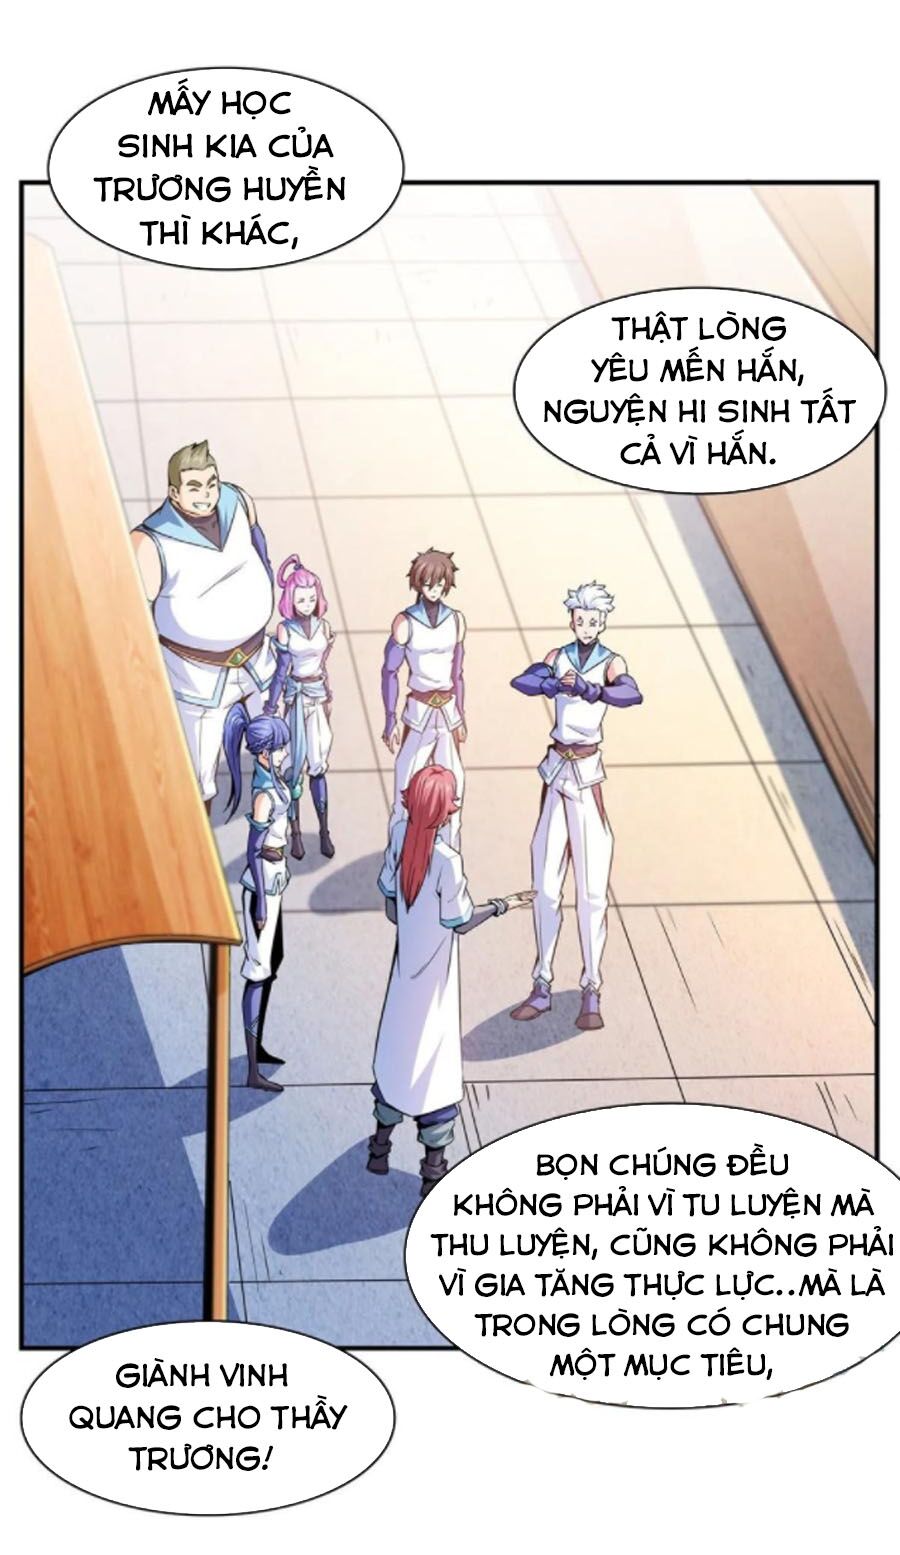 MẤY HỌC
SINH KIA CỦA
TRƯƠNG HUYỀN
THÌ KHÁC,
THẬT LÒNG
YÊU MẾN HẮN,
NGUYỆN HI SINH TẤT
CẢ VÌ HẮN.
BỌN CHÚNG ĐỀU
KHÔNG PHẢI VÌ TU LUYỆN MÀ
THU LUYỆN, CŨNG KHÔNG PHẢI
VÌ GIA TĂNG THỰC LỰC..MÀ LÀ
TRONG LÒNG CÓ CHUNG
MỘT MỤC TIÊU,
GIÀNH VINH
QUANG CHO THẦY
TRƯƠNG!